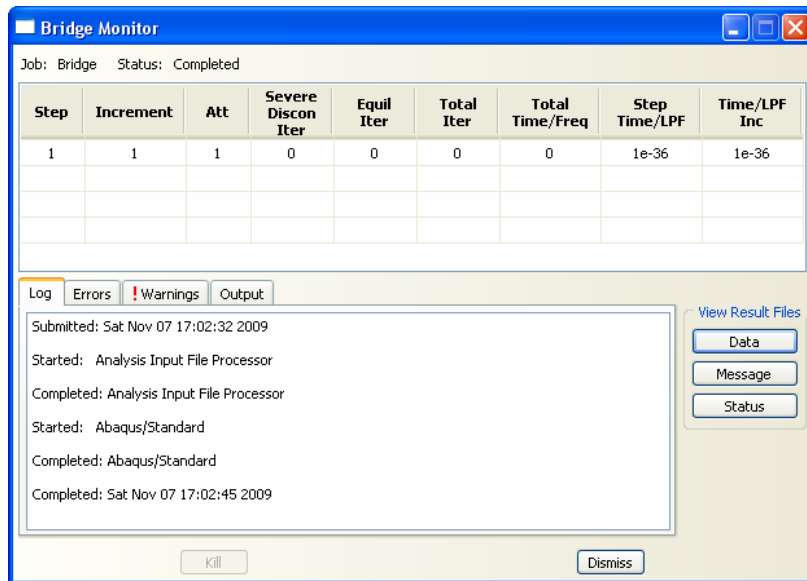 Bridge Monitor
Job: Bridge Status: Completed
Step Increment Att Severe Discon Iter Equil Iter Total Iter Total Time/Freq Step Time/LPF Time/LPF Inc
1 1 1 0 0 0 0 1e-36 1e-36
Log Errors ! Warnings Output
View Result Files
Submitted: Sat Nov 07 17:02:32 2009
Data
Started: Analysis Input File Processor
Message
Completed: Analysis Input File Processor
Status
Started: Abaqus/Standard
Completed: Abaqus/Standard
Completed: Sat Nov 07 17:02:45 2009
Kill Dismiss